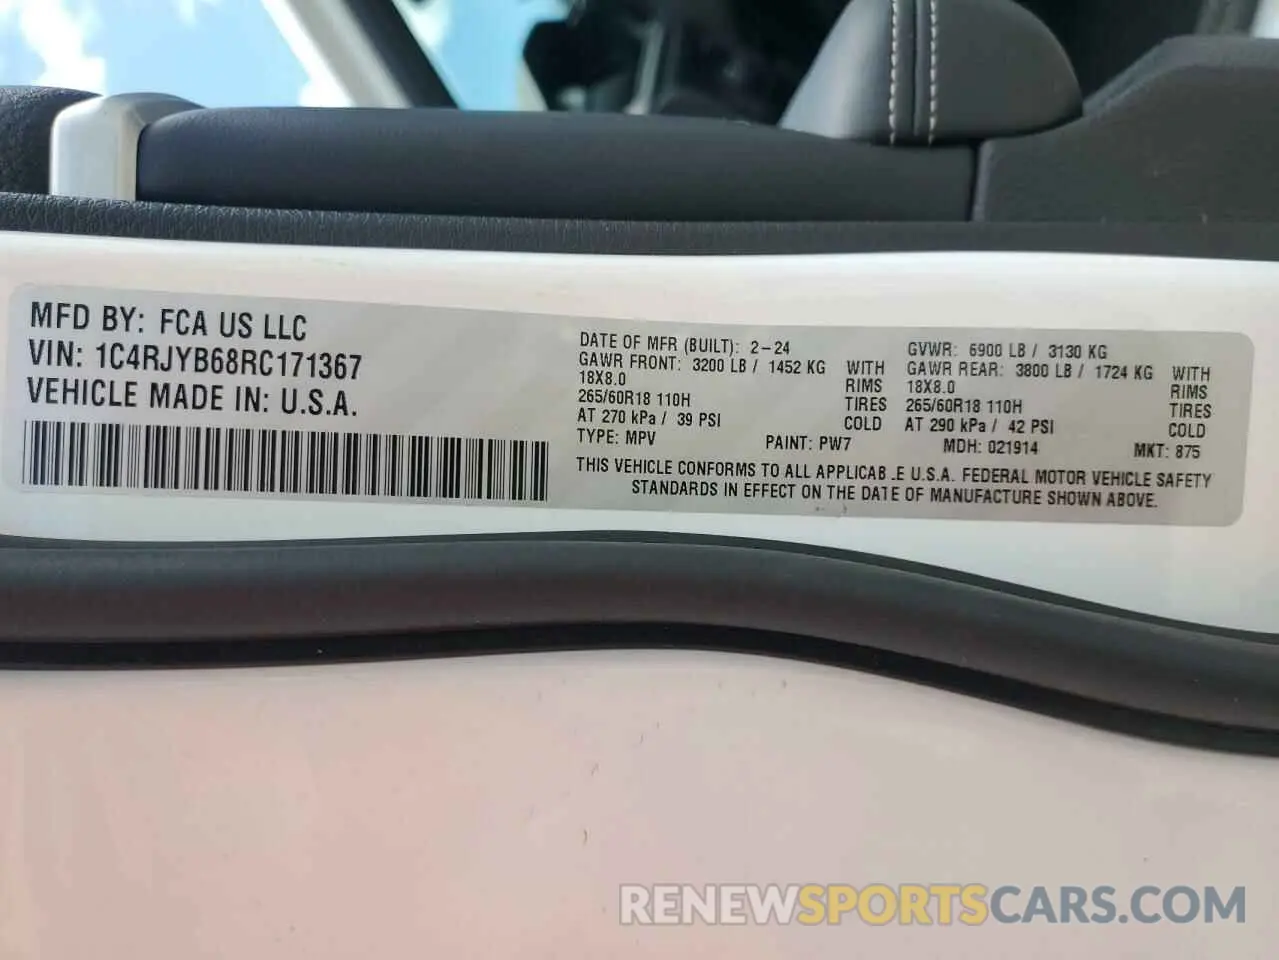 MFD BY: FCA US LLC
VIN: 1C4RJYB68RC171367
VEHICLE MADE IN: U.S.A.
DATE OF MFR (BUILT): 2-24
GAWR FRONT: 3200 LB / 1452 KG WITH
18X8.0 RIMS
265/60R18 110H TIRES
AT 270 kPa / 39 PSI COLD
TYPE: MPV PAINT: PW7
GVWR: 6900 LB / 3130 KG
GAWR REAR: 3800 LB / 1724 KG WITH
18X8.0 RIMS
265/60R18 110H TIRES
AT 290 kPa / 42 PSI COLD
MDH: 021914 MKT: 875
THIS VEHICLE CONFORMS TO ALL APPLICAB.E U.S.A. FEDERAL MOTOR VEHICLE SAFETY
STANDARDS IN EFFECT ON THE DATE OF MANUFACTURE SHOWN ABOVE.
RENEWSPORTSCARS.COM